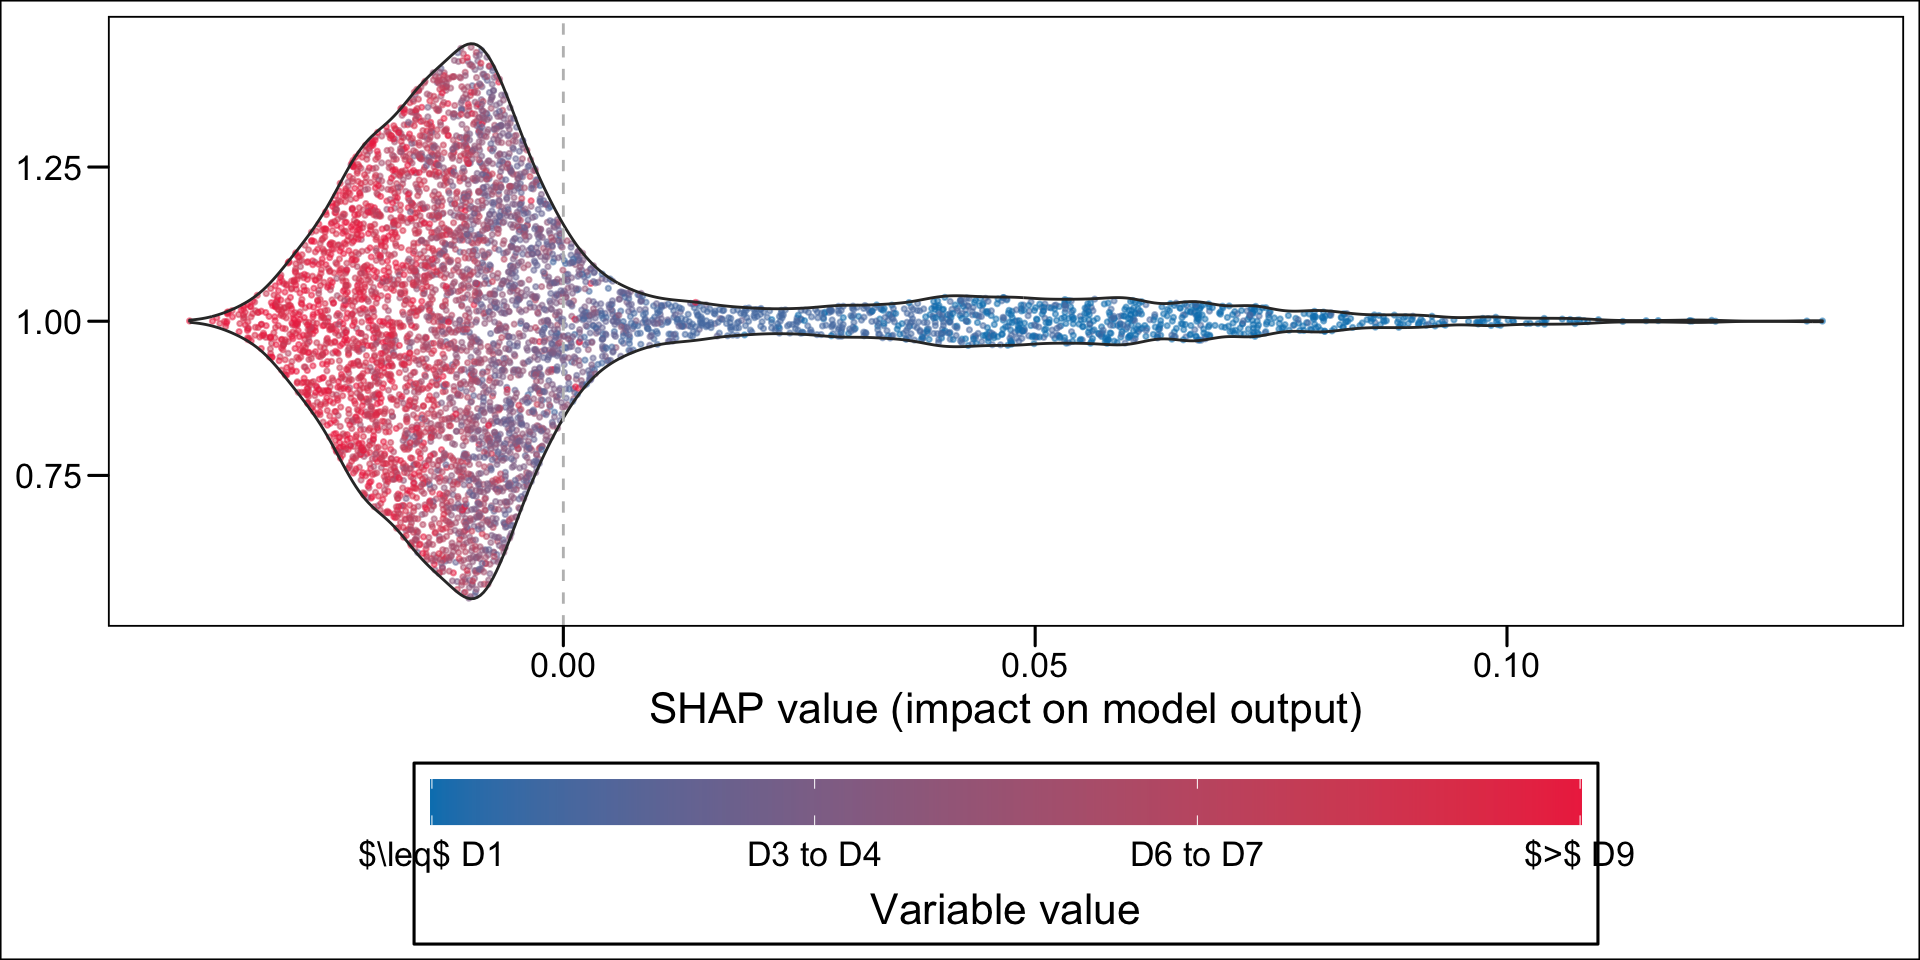 1.25
1.00
0.75
0.00 0.05 0.10
SHAP value (impact on model output)
$\leq$ D1 D3 to D4 D6 to D7 $>$ D9
Variable value